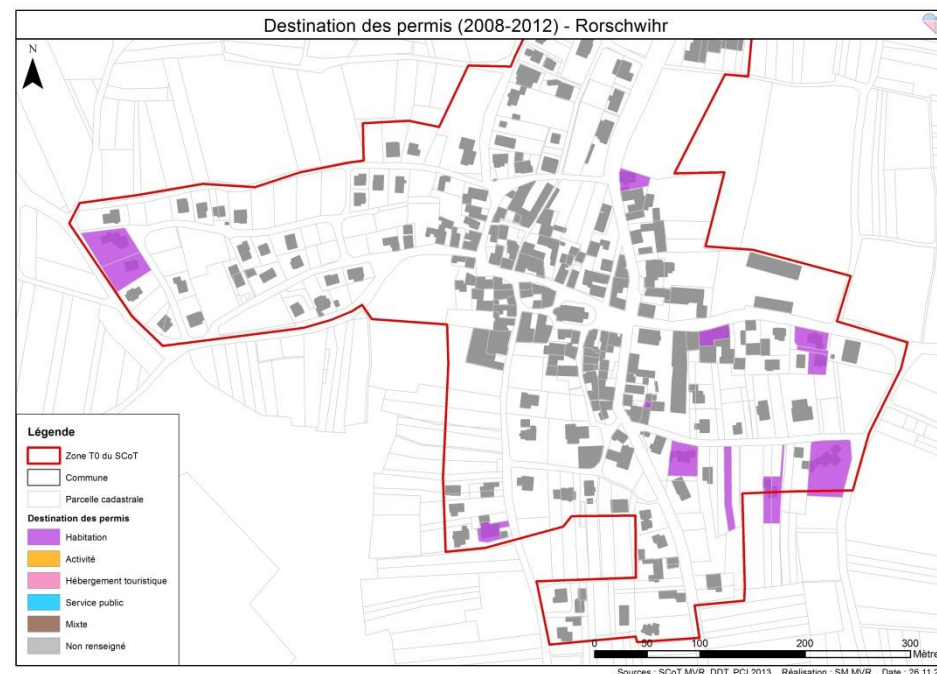 Destination des permis (2008-2012) - Rorschwihr
N
Légende
Zone T0 du SCoT
Commune
Parcelle cadastrale
Destination des permis
Habitation
Activité
Hébergement touristique
Service public
Mixte
Non renseigné
0 50 100 200 300
Mètre
Sources : SCoT MVR, DDT, PCI 2013 Réalisation : SM MVR Date : 26.11.2